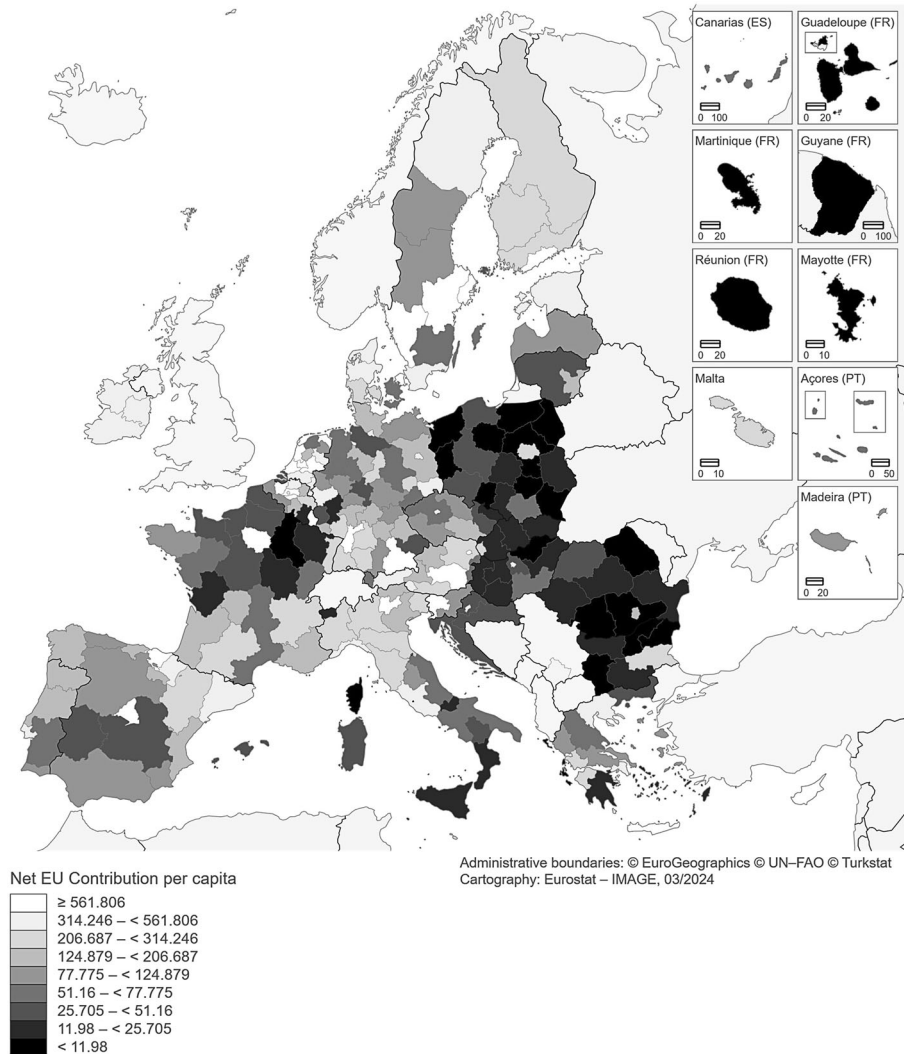 Canarias (ES)
0 100
Guadeloupe (FR)
0 20
Martinique (FR)
0 20
Guyane (FR)
0 100
Réunion (FR)
0 20
Mayotte (FR)
0 10
Malta
0 10
Açores (PT)
0 50
Madeira (PT)
0 20
Administrative boundaries: © EuroGeographics © UN–FAO © Turkstat
Cartography: Eurostat – IMAGE, 03/2024
Net EU Contribution per capita
≥ 561.806
314.246 – < 561.806
206.687 – < 314.246
124.879 – < 206.687
77.775 – < 124.879
51.16 – < 77.775
25.705 – < 51.16
11.98 – < 25.705
< 11.98